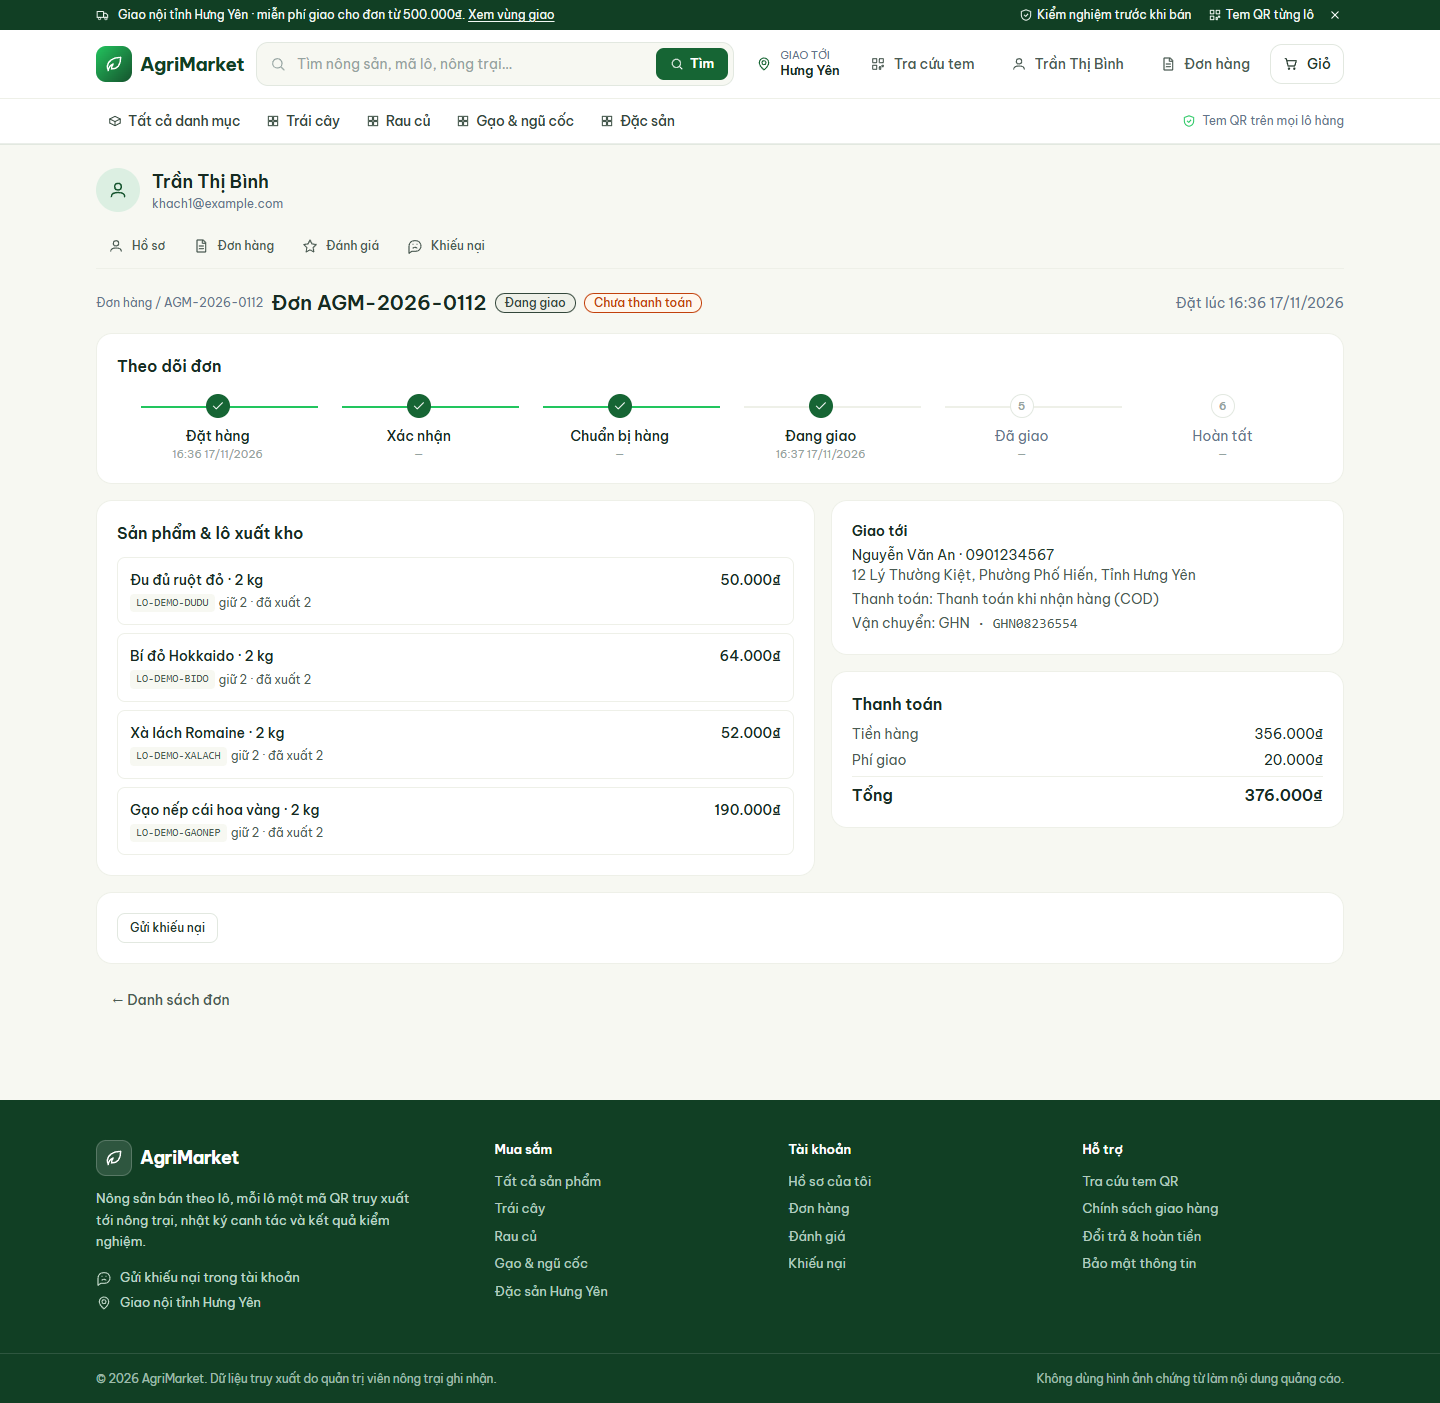 Giao nội tỉnh Hưng Yên · miễn phí giao cho đơn từ 500.000₫. Xem vùng giao
Kiểm nghiệm trước khi bán
Tem QR từng lô
AgriMarket
Tìm nông sản, mã lô, nông trại...
Tìm
GIAO TỚI
Hưng Yên
Tra cứu tem
Trần Thị Bình
Đơn hàng
Giỏ
Tất cả danh mục
Trái cây
Rau củ
Gạo & ngũ cốc
Đặc sản
Tem QR trên mọi lô hàng
Trần Thị Bình
khach1@example.com
Hồ sơ
Đơn hàng
Đánh giá
Khiếu nại
Đơn hàng / AGM-2026-0112
Đơn AGM-2026-0112
Đang giao
Chưa thanh toán
Đặt lúc 16:36 17/11/2026
Theo dõi đơn
5
6
Đặt hàng
Xác nhận
Chuẩn bị hàng
Đang giao
Đã giao
Hoàn tất
16:36 17/11/2026
—
—
16:37 17/11/2026
—
—
Sản phẩm & lô xuất kho
Đu đủ ruột đỏ · 2 kg
50.000₫
LO-DEMO-DUDU giữ 2 · đã xuất 2
Bí đỏ Hokkaido · 2 kg
64.000₫
LO-DEMO-BIDO giữ 2 · đã xuất 2
Xà lách Romaine · 2 kg
52.000₫
LO-DEMO-XALACH giữ 2 · đã xuất 2
Gạo nếp cái hoa vàng · 2 kg
190.000₫
LO-DEMO-GAONEP giữ 2 · đã xuất 2
Giao tới
Nguyễn Văn An · 0901234567
12 Lý Thường Kiệt, Phường Phố Hiến, Tỉnh Hưng Yên
Thanh toán: Thanh toán khi nhận hàng (COD)
Vận chuyển: GHN · GHN08236554
Thanh toán
Tiền hàng
356.000₫
Phí giao
20.000₫
Tổng
376.000₫
Gửi khiếu nại
← Danh sách đơn
AgriMarket
Nông sản bán theo lô, mỗi lô một mã QR truy xuất
tới nông trại, nhật ký canh tác và kết quả kiểm
nghiệm.
Gửi khiếu nại trong tài khoản
Giao nội tỉnh Hưng Yên
Mua sắm
Tất cả sản phẩm
Trái cây
Rau củ
Gạo & ngũ cốc
Đặc sản Hưng Yên
Tài khoản
Hồ sơ của tôi
Đơn hàng
Đánh giá
Khiếu nại
Hỗ trợ
Tra cứu tem QR
Chính sách giao hàng
Đổi trả & hoàn tiền
Bảo mật thông tin
© 2026 AgriMarket. Dữ liệu truy xuất do quản trị viên nông trại ghi nhận.
Không dùng hình ảnh chứng từ làm nội dung quảng cáo.